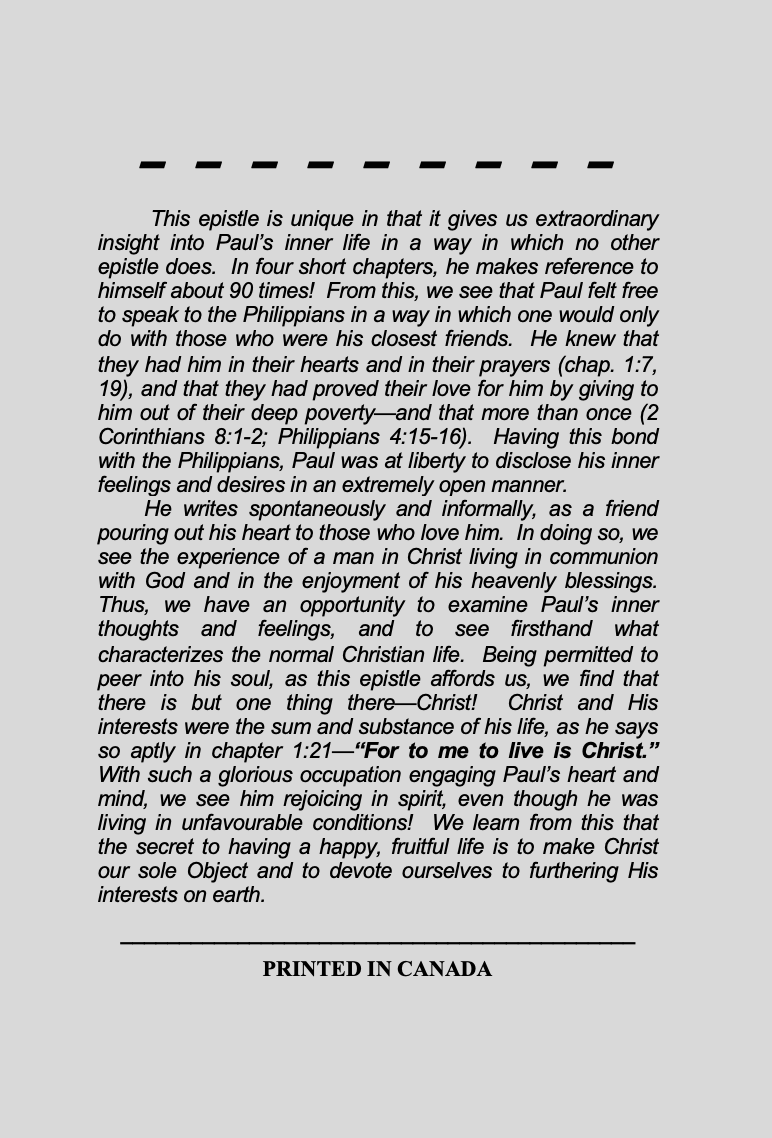 This epistle is unique in that it gives us extraordinary
insight into Paul’s inner life in a way in which no other
epistle does.  In four short chapters, he makes reference to
himself about 90 times!  From this, we see that Paul felt free
to speak to the Philippians in a way in which one would only
do with those who were his closest friends.  He knew that
they had him in their hearts and in their prayers (chap. 1:7,
19), and that they had proved their love for him by giving to
him out of their deep poverty—and that more than once (2
Corinthians 8:1-2; Philippians 4:15-16).  Having this bond
with the Philippians, Paul was at liberty to disclose his inner
feelings and desires in an extremely open manner.
He writes spontaneously and informally, as a friend
pouring out his heart to those who love him.  In doing so, we
see the experience of a man in Christ living in communion
with God and in the enjoyment of his heavenly blessings.
Thus, we have an opportunity to examine Paul’s inner
thoughts and feelings, and to see firsthand what
characterizes the normal Christian life.  Being permitted to
peer into his soul, as this epistle affords us, we find that
there is but one thing there—Christ!  Christ and His
interests were the sum and substance of his life, as he says
so aptly in chapter 1:21—“For to me to live is Christ.”
With such a glorious occupation engaging Paul’s heart and
mind, we see him rejoicing in spirit, even though he was
living in unfavourable conditions!  We learn from this that
the secret to having a happy, fruitful life is to make Christ
our sole Object and to devote ourselves to furthering His
interests on earth.
PRINTED IN CANADA